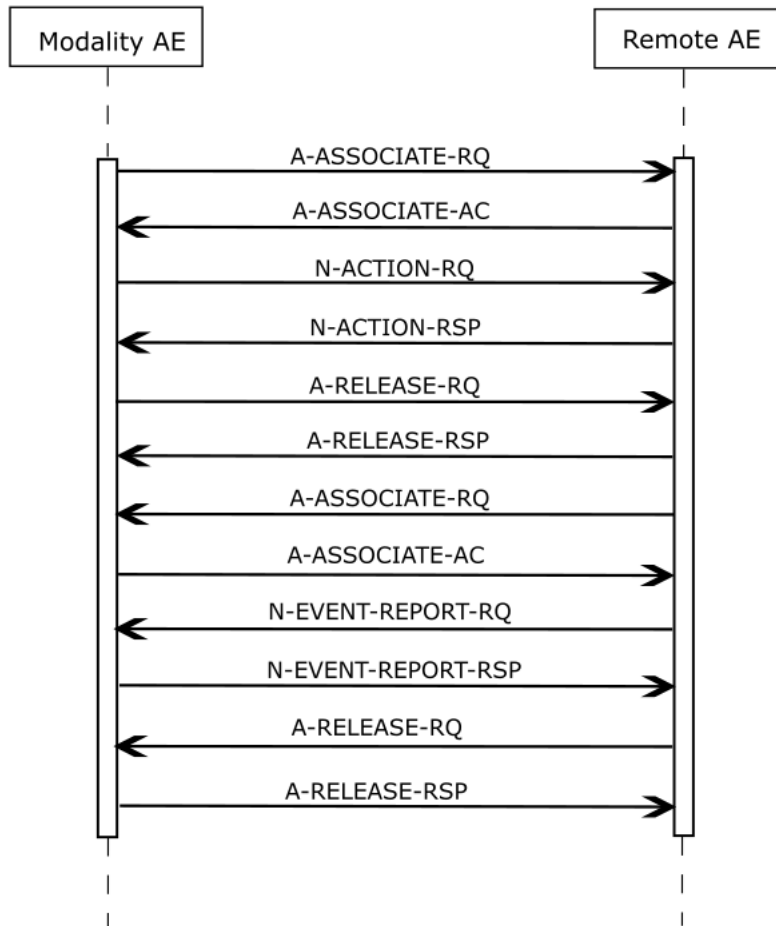 Modality AE
Remote AE
A-ASSOCIATE-RQ
A-ASSOCIATE-AC
N-ACTION-RQ
N-ACTION-RSP
A-RELEASE-RQ
A-RELEASE-RSP
A-ASSOCIATE-RQ
A-ASSOCIATE-AC
N-EVENT-REPORT-RQ
N-EVENT-REPORT-RSP
A-RELEASE-RQ
A-RELEASE-RSP